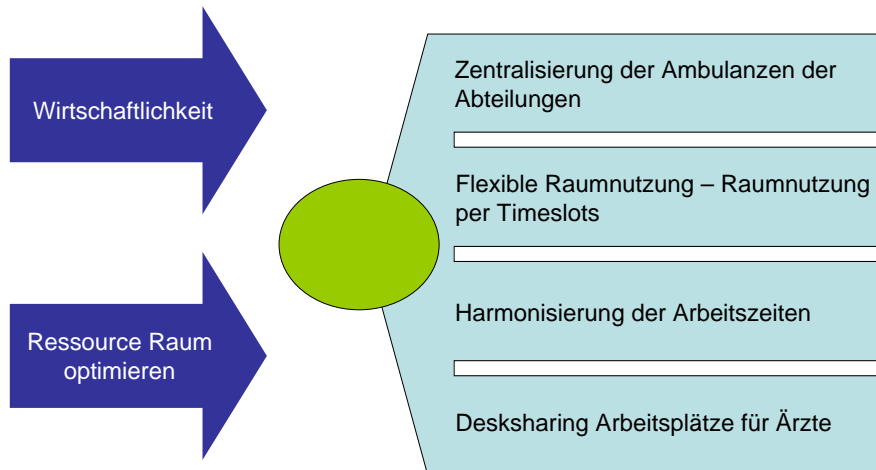 Wirtschaftlichkeit
Ressource Raum
optimieren
Zentralisierung der Ambulanzen der
Abteilungen
Flexible Raumnutzung – Raumnutzung
per Timeslots
Harmonisierung der Arbeitszeiten
Desksharing Arbeitsplätze für Ärzte